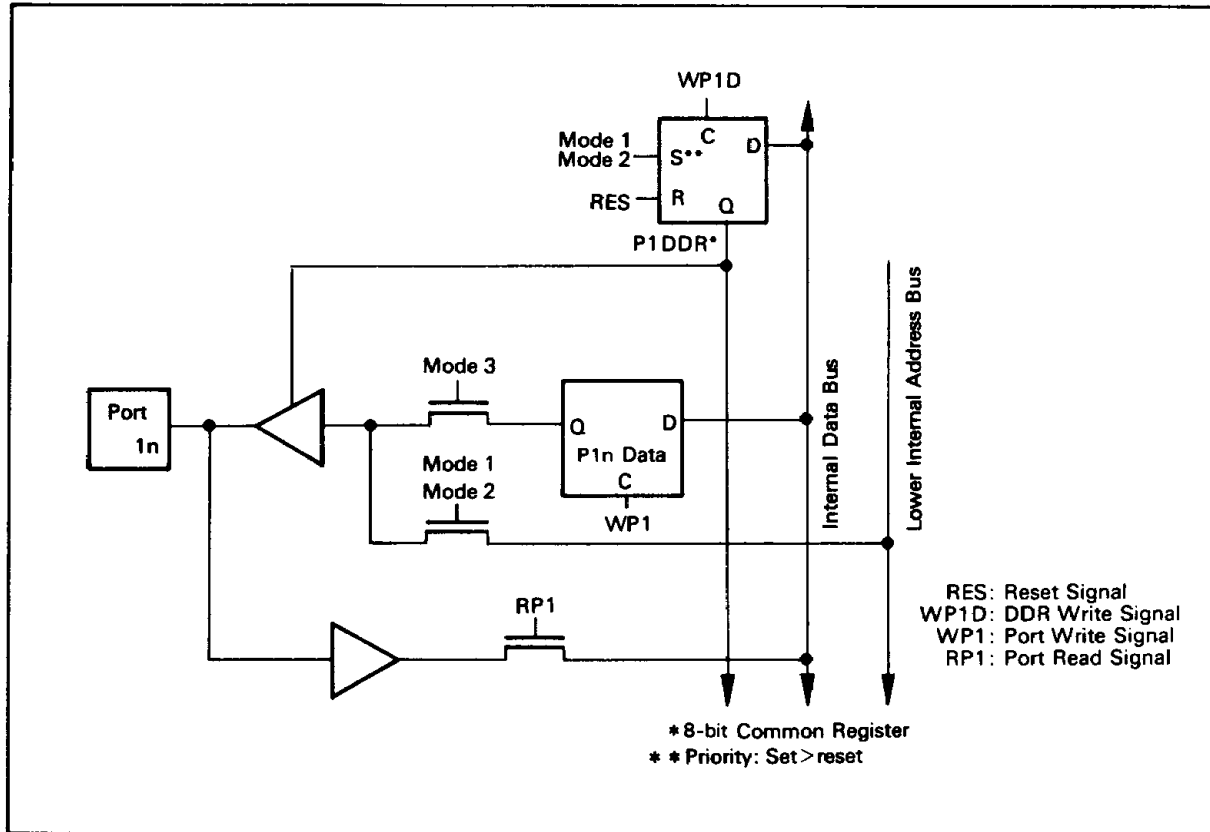 WP1D
C
Mode 1
Mode 2
S**
D
RES
R
Q
P1DDR*
Mode 3
Port
1n
Q
D
P1n Data
C
Mode 1
Mode 2
WP1
RP1
Internal Data Bus
Lower Internal Address Bus
RES: Reset Signal
WP1D: DDR Write Signal
WP1: Port Write Signal
RP1: Port Read Signal
*8-bit Common Register
**Priority: Set>reset